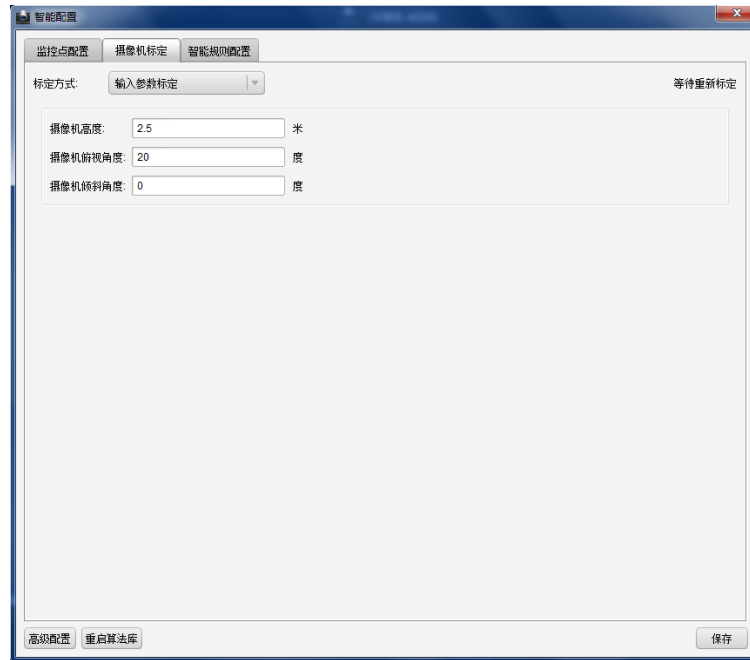 智能配置
监控点配置 摄像机标定 智能规则配置
标定方式: 输入参数标定 等待重新标定
摄像机高度: 2.5 米
摄像机俯视角度: 20 度
摄像机倾斜角度: 0 度
高级配置 重启算法库 保存